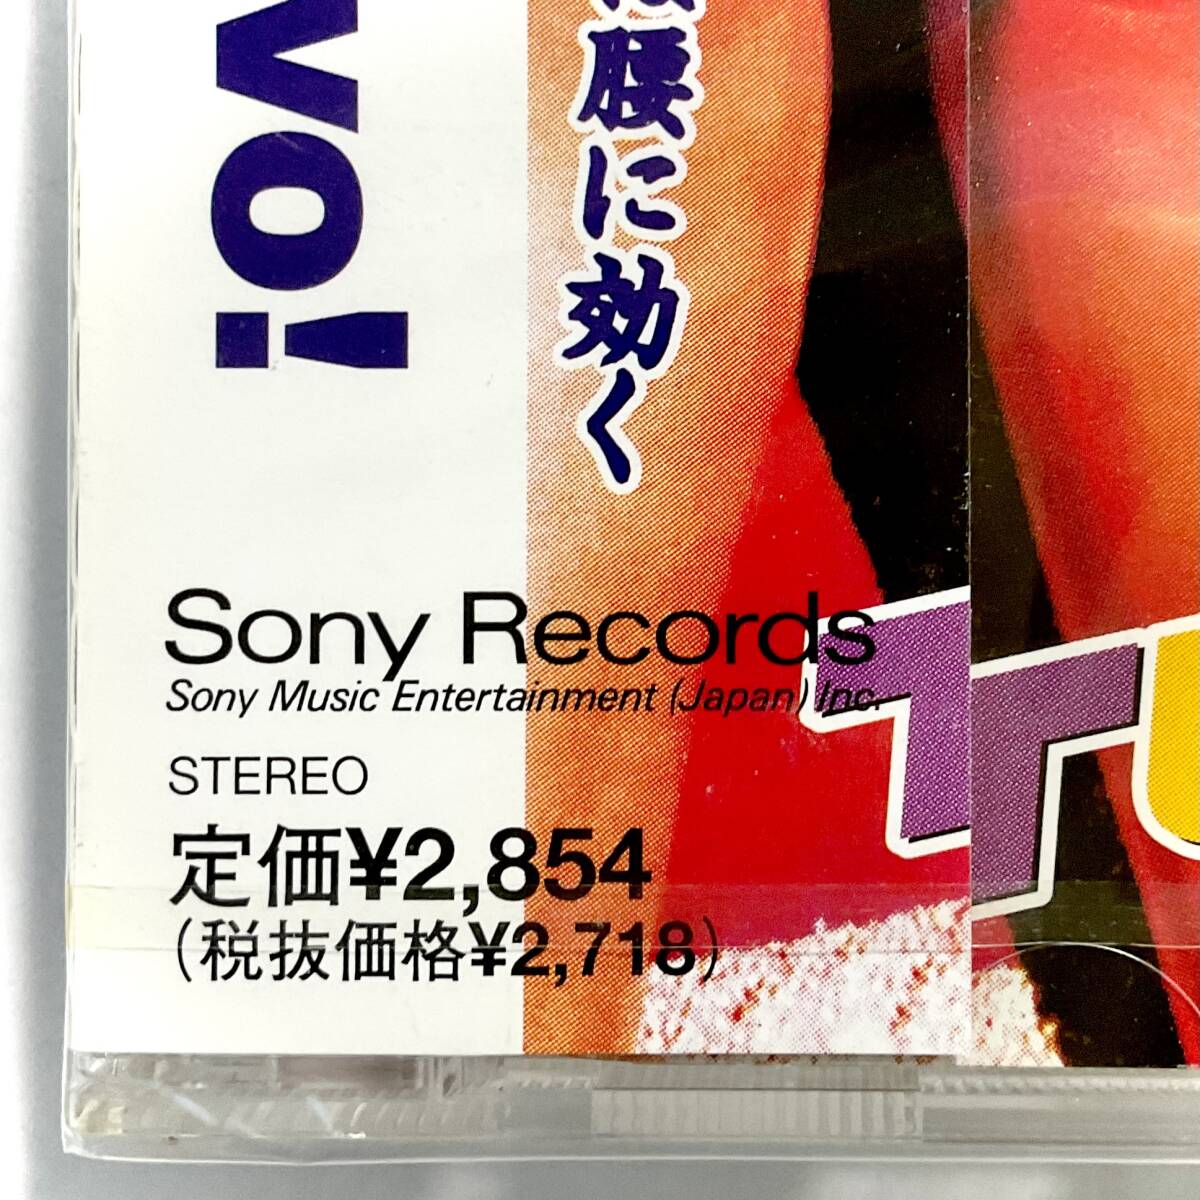 vo!
腰に効く
Sony Records
Sony Music Entertainment (Japan) Inc.
STEREO
定価¥2,854
(税抜価格¥2,718)